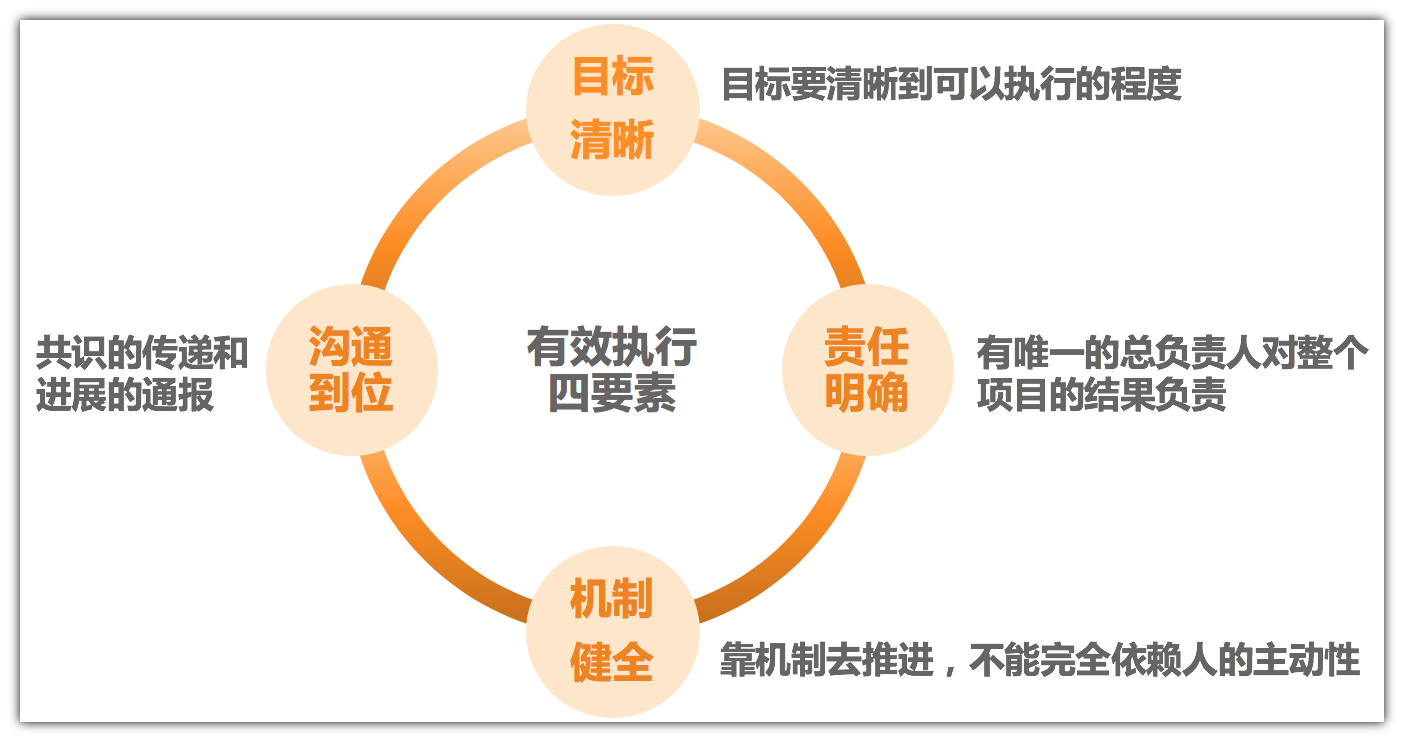 目标
清晰
目标要清晰到可以执行的程度
共识的传递和
进展的通报
沟通
到位
有效执行
四要素
责任
明确
有唯一的总负责人对整个
项目的结果负责
机制
健全
靠机制去推进，不能完全依赖人的主动性